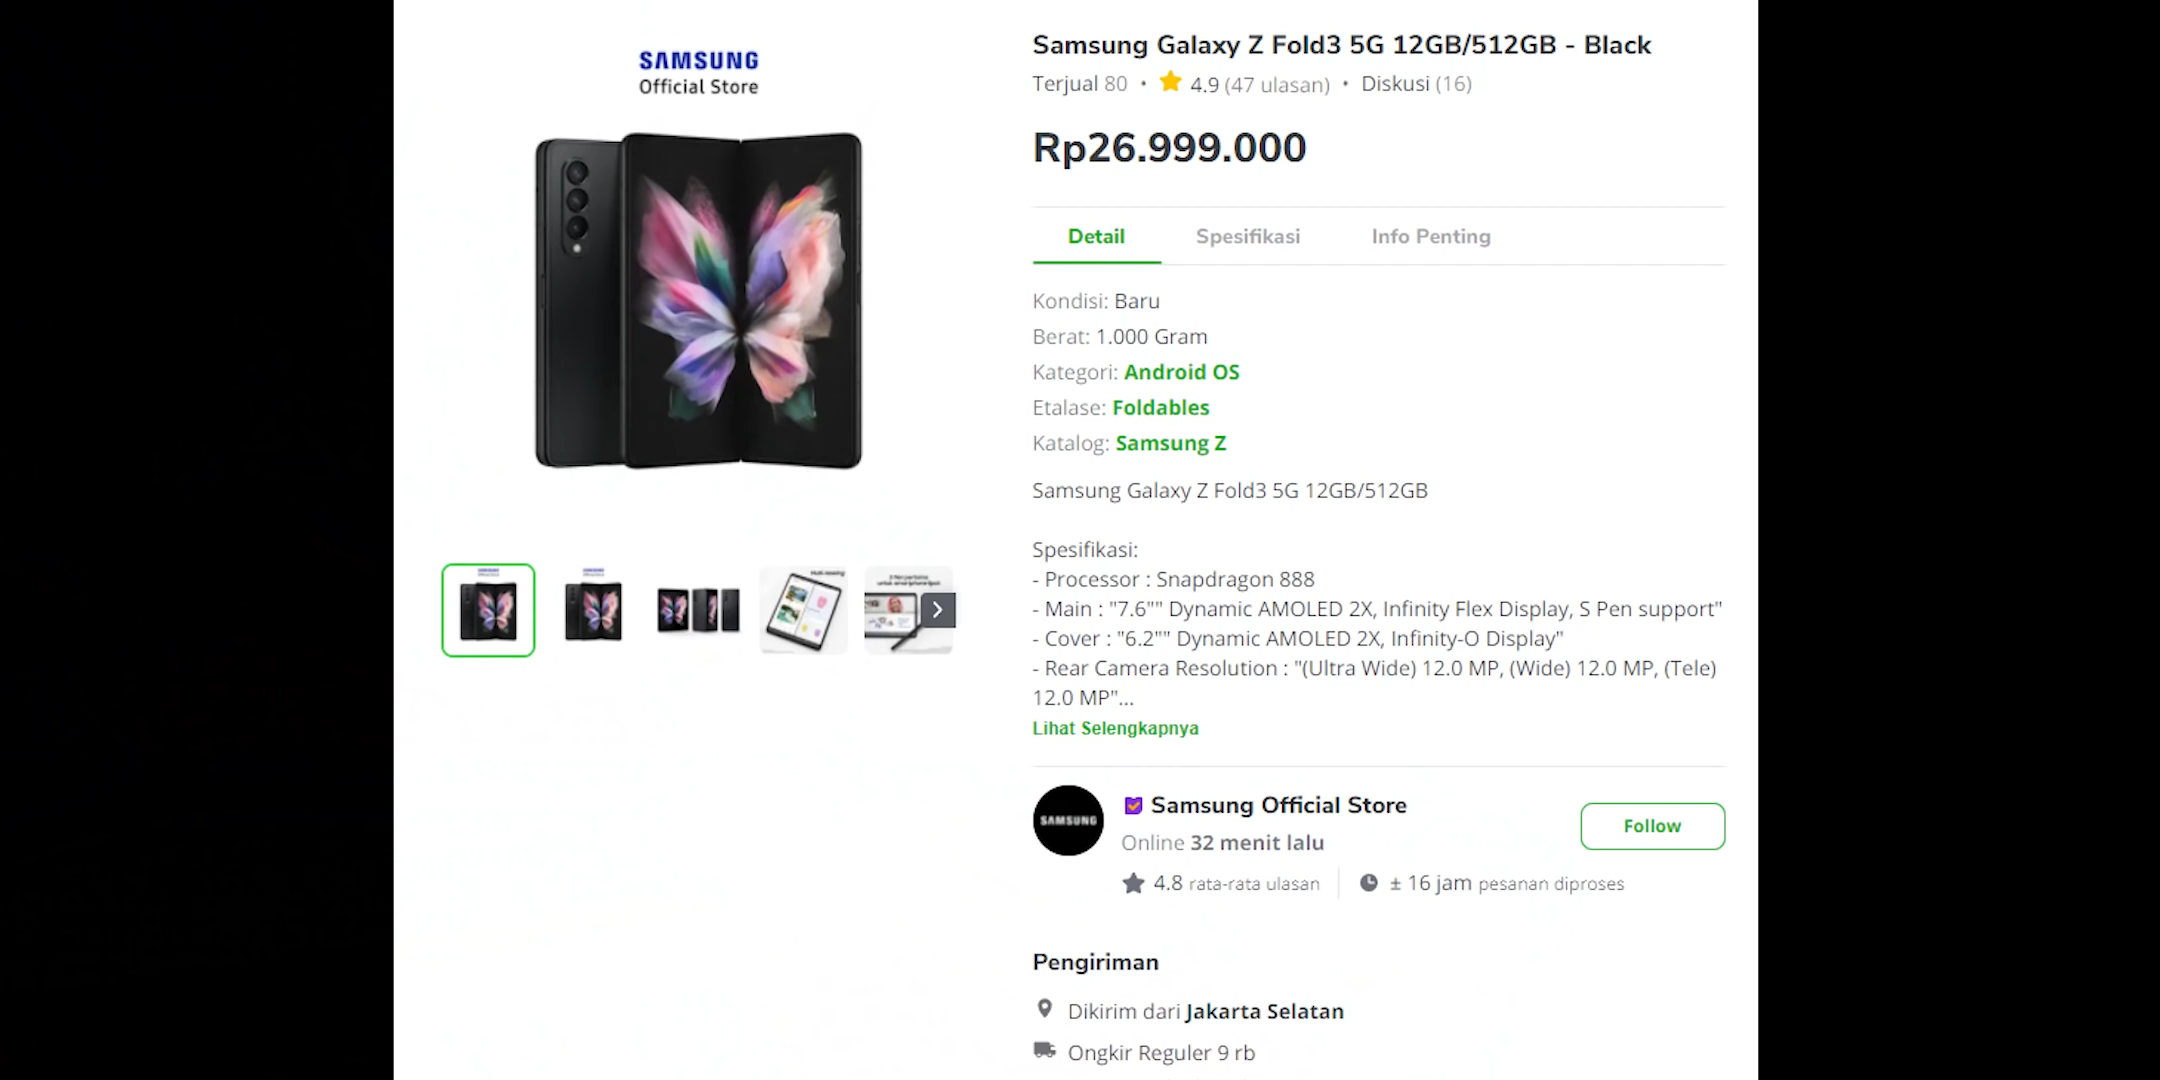 SAMSUNG
Official Store
Samsung Galaxy Z Fold3 5G 12GB/512GB - Black
Terjual 80 • 4.9 (47 ulasan) • Diskusi (16)
Rp26.999.000
Detail Spesifikasi Info Penting
Kondisi: Baru
Berat: 1.000 Gram
Kategori: Android OS
Etalase: Foldables
Katalog: Samsung Z
Samsung Galaxy Z Fold3 5G 12GB/512GB
Spesifikasi:
- Processor : Snapdragon 888
- Main : "7.6"" Dynamic AMOLED 2X, Infinity Flex Display, S Pen support"
- Cover : "6.2"" Dynamic AMOLED 2X, Infinity-O Display"
- Rear Camera Resolution : "(Ultra Wide) 12.0 MP, (Wide) 12.0 MP, (Tele)
12.0 MP"...
Lihat Selengkapnya
SAMSUNG
Samsung Official Store
Online 32 menit lalu
Follow
4.8 rata-rata ulasan
± 16 jam pesanan diproses
Pengiriman
Dikirim dari Jakarta Selatan
Ongkir Reguler 9 rb